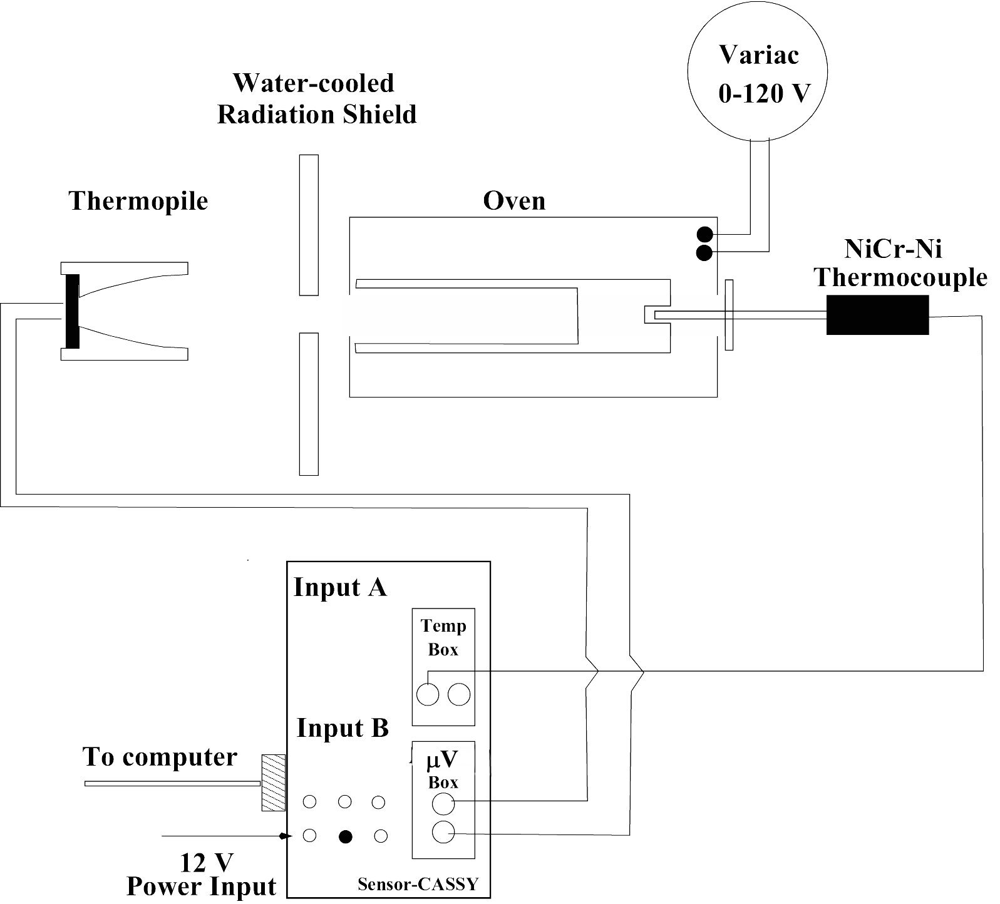 Variac
0-120 V
Water-cooled
Radiation Shield
Thermopile
Oven
NiCr-Ni
Thermocouple
Input A
Temp
Box
Input B
To computer
μV
Box
12 V
Power Input
Sensor-CASSY